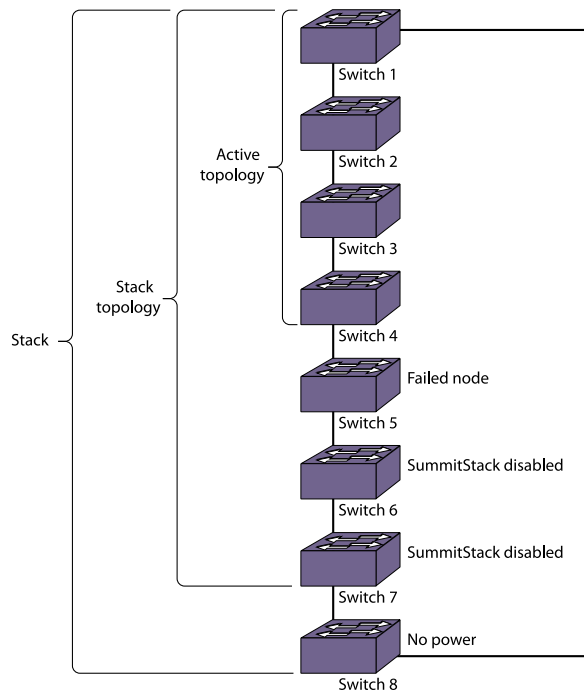 Switch 1
Switch 2
Active
topology
Switch 3
Stack
topology
Switch 4
Stack
Failed node
Switch 5
SummitStack disabled
Switch 6
SummitStack disabled
Switch 7
No power
Switch 8